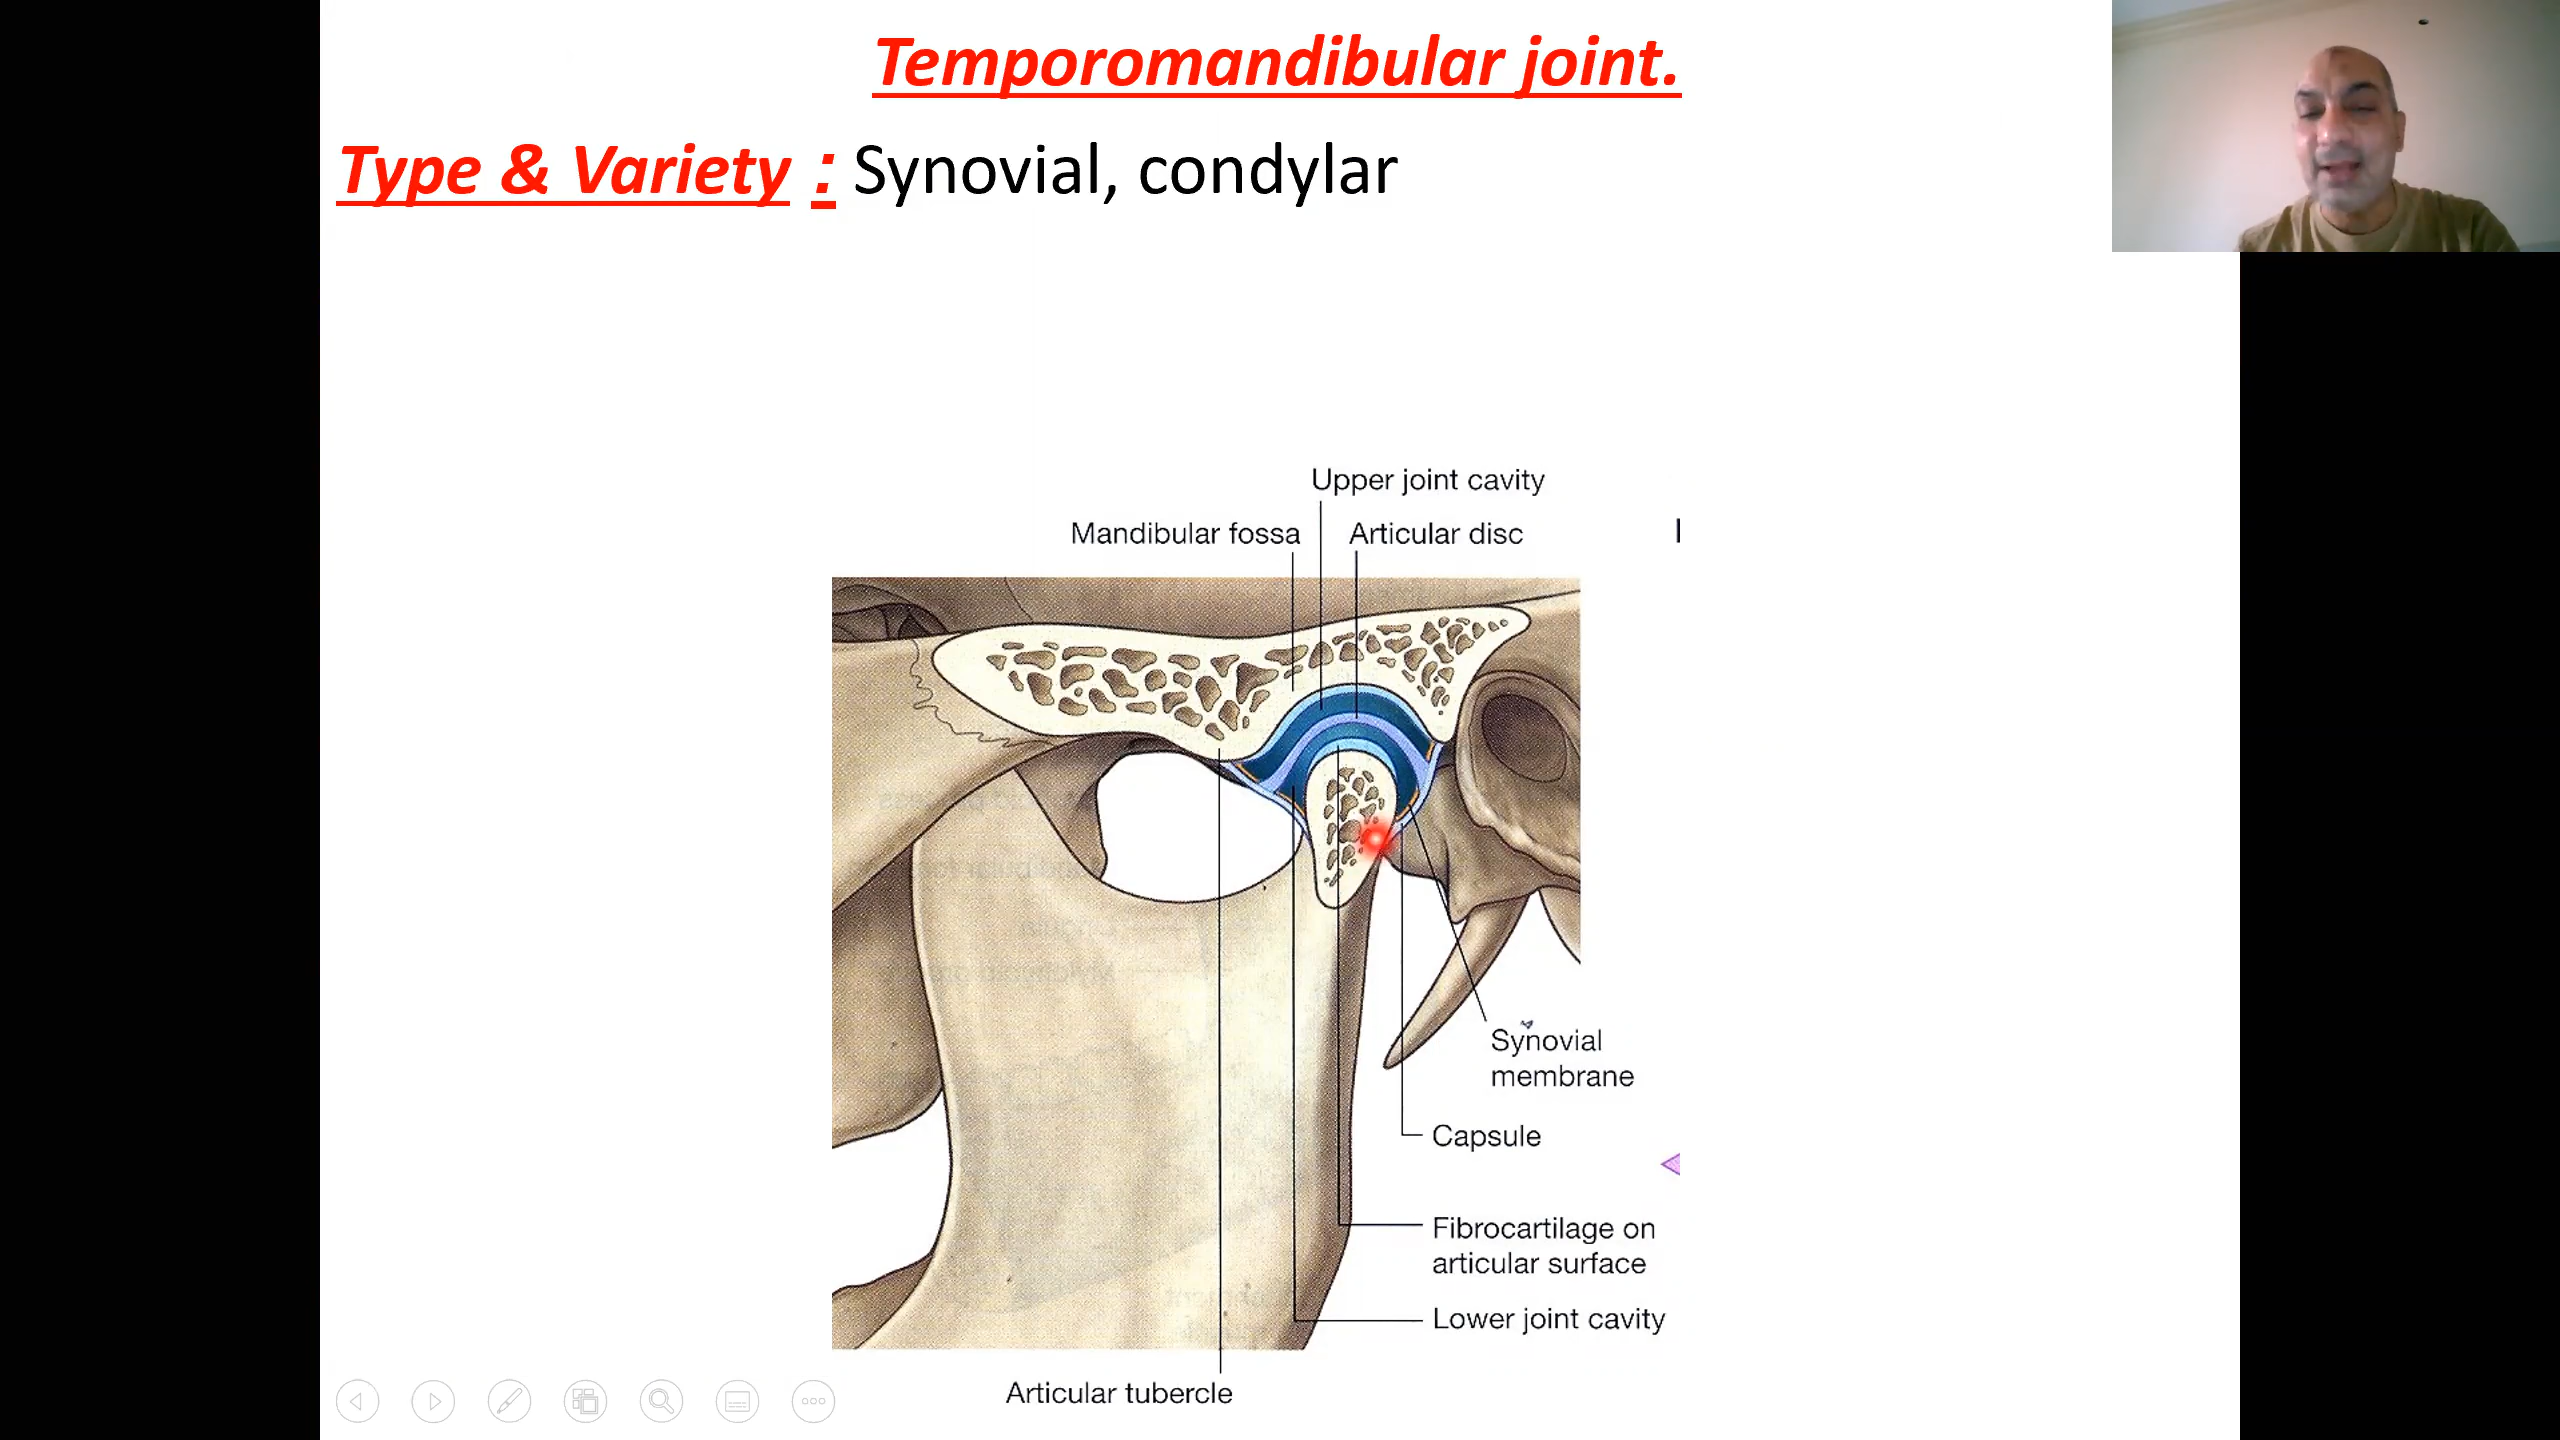 Temporomandibular joint.
Type & Variety : Synovial, condylar
Upper joint cavity
Mandibular fossa
Articular disc
Synovial
membrane
Capsule
Fibrocartilage on
articular surface
Lower joint cavity
Articular tubercle